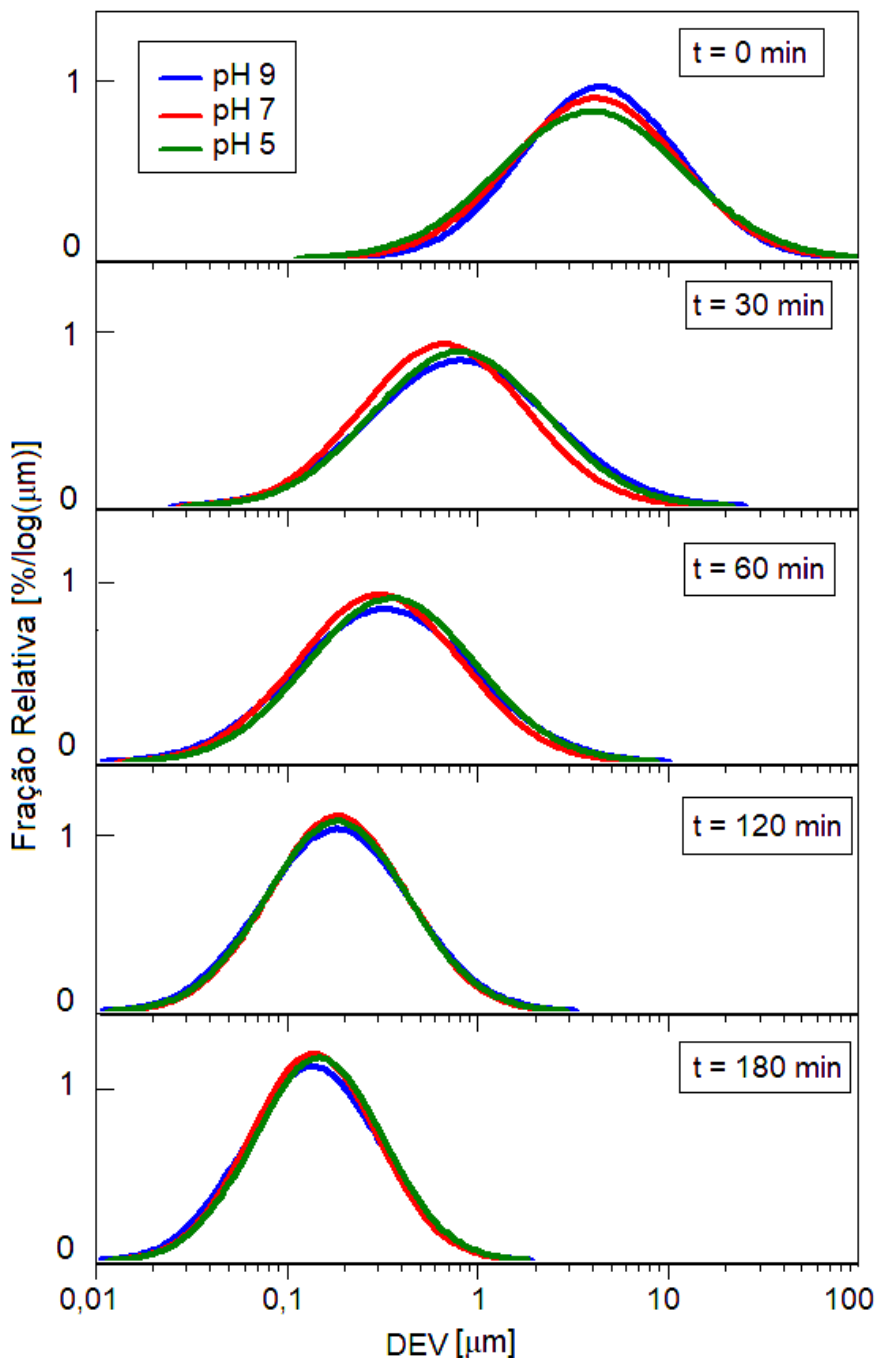 t = 0 min
pH 9
pH 7
pH 5
1
0
t = 30 min
1
0
t = 60 min
1
0
t = 120 min
1
0
t = 180 min
1
0
0,01 0,1 1 10 100
DEV [μm]
Fração Relativa [%/log(μm)]